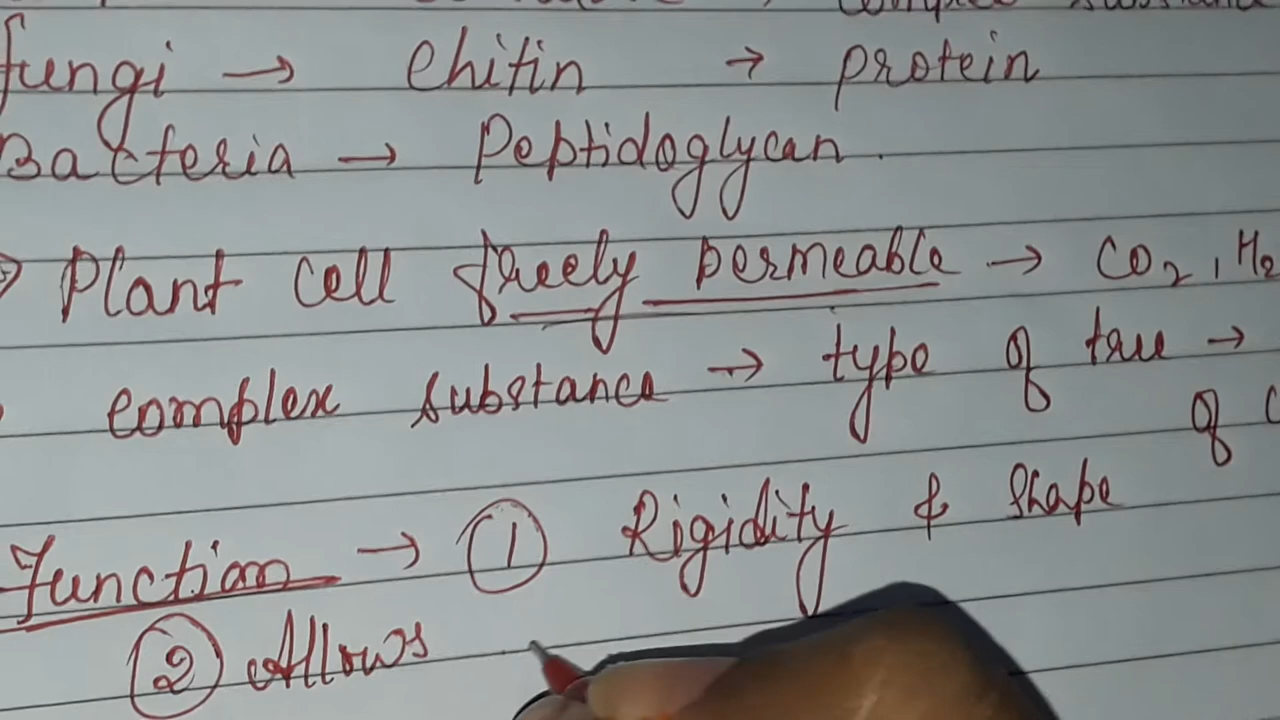 fungi → chitin → protein
Bacteria → Peptidoglycan.
Plant cell freely permeable → CO2, H2
complex substance → type of tree →
of
Function → ① Rigidity & shape
② Allows